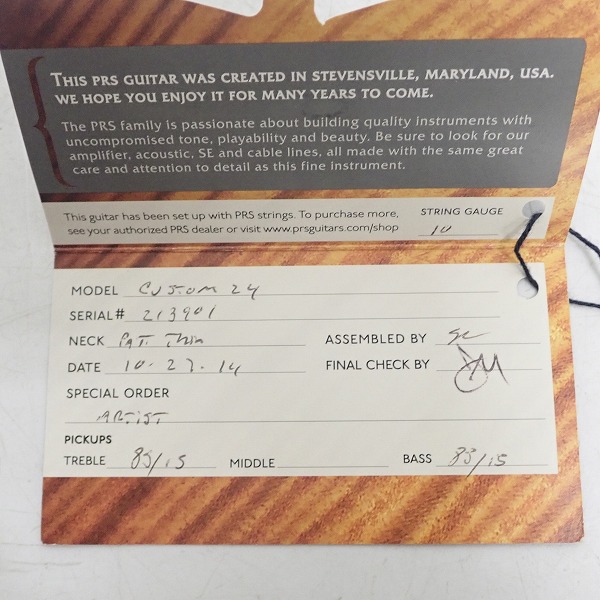 THIS PRS GUITAR WAS CREATED IN STEVENSVILLE, MARYLAND, USA.
WE HOPE YOU ENJOY IT FOR MANY YEARS TO COME.
The PRS family is passionate about building quality instruments with
uncompromised tone, playability and beauty. Be sure to look for our
amplifier, acoustic, SE and cable lines, all made with the same great
care and attention to detail as this fine instrument.
This guitar has been set up with PRS strings. To purchase more,
see your authorized PRS dealer or visit www.prsguitars.com/shop
STRING GAUGE
10
MODEL CUSTOM 24
SERIAL# 213901
NECK PAT. Thin
ASSEMBLED BY
DATE 10.27.14
FINAL CHECK BY
SPECIAL ORDER
ARTIST
PICKUPS
TREBLE 85/15 MIDDLE BASS 85/15